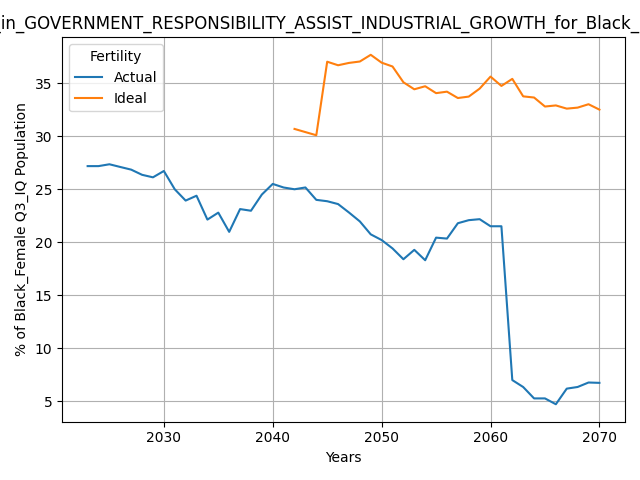 _in_GOVERNMENT_RESPONSIBILITY_ASSIST_INDUSTRIAL_GROWTH_for_Black_
Fertility
Actual
Ideal
35
30
25
20
15
10
5
% of Black_Female Q3_IQ Population
2030 2040 2050 2060 2070
Years